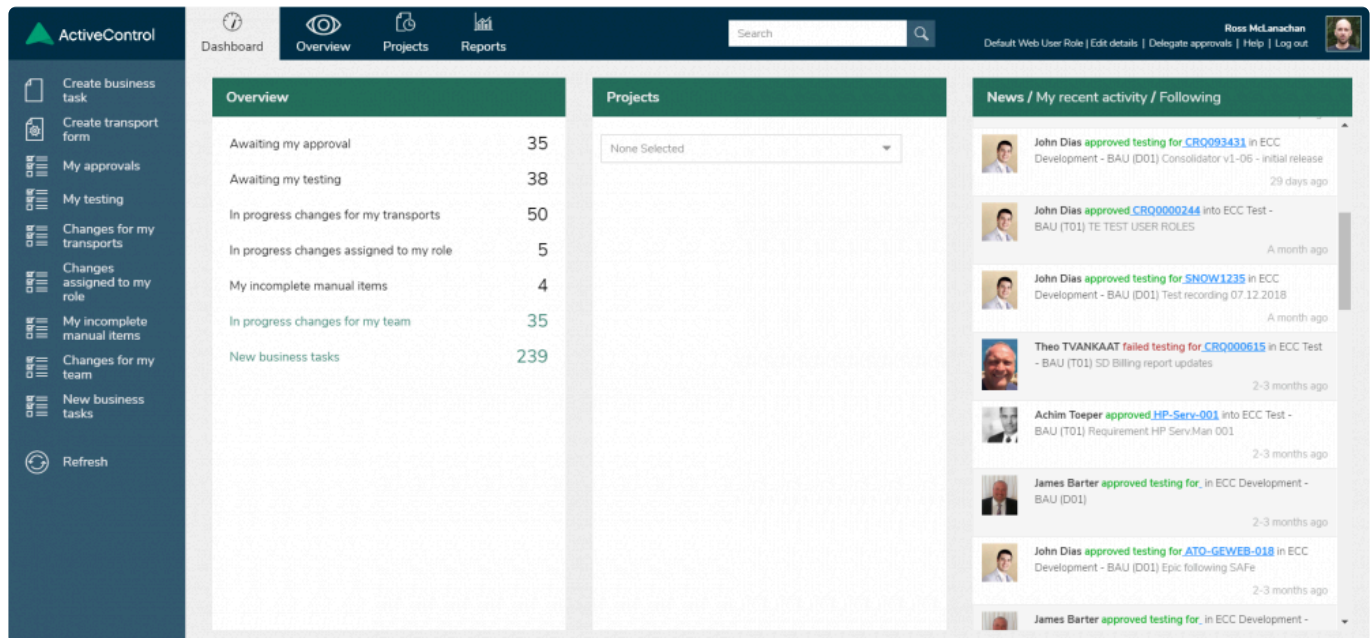 ActiveControl
Dashboard
Overview
Projects
Reports
Search
Ross McLanachan
Default Web User Role | Edit details | Delegate approvals | Help | Log out
Create business
task
Create transport
form
My approvals
My testing
Changes for my
transports
Changes
assigned to my
role
My incomplete
manual items
Changes for my
team
New business
tasks
Refresh
Overview
Awaiting my approval 35
Awaiting my testing 38
In progress changes for my transports 50
In progress changes assigned to my role 5
My incomplete manual items 4
In progress changes for my team 35
New business tasks 239
Projects
None Selected
News / My recent activity / Following
John Dias approved testing for CRQ093431 in ECC
Development - BAU (D01) Consolidator v1-06 - initial release
29 days ago
John Dias approved CRQ0000244 into ECC Test -
BAU (T01) TE TEST USER ROLES
A month ago
John Dias approved testing for SNOW1235 in ECC
Development - BAU (D01) Test recording 07.12.2018
A month ago
Theo TVANKAAT failed testing for CRQ000615 in ECC Test
- BAU (T01) SD Billing report updates
2-3 months ago
Achim Toeper approved HP-Serv-001 into ECC Test -
BAU (T01) Requirement HP Serv.Man 001
2-3 months ago
James Barter approved testing for in ECC Development -
BAU (D01)
2-3 months ago
John Dias approved testing for ATO-GEWEB-018 in ECC
Development - BAU (D01) Epic following SAFe
2-3 months ago
James Barter approved testing for in ECC Development -